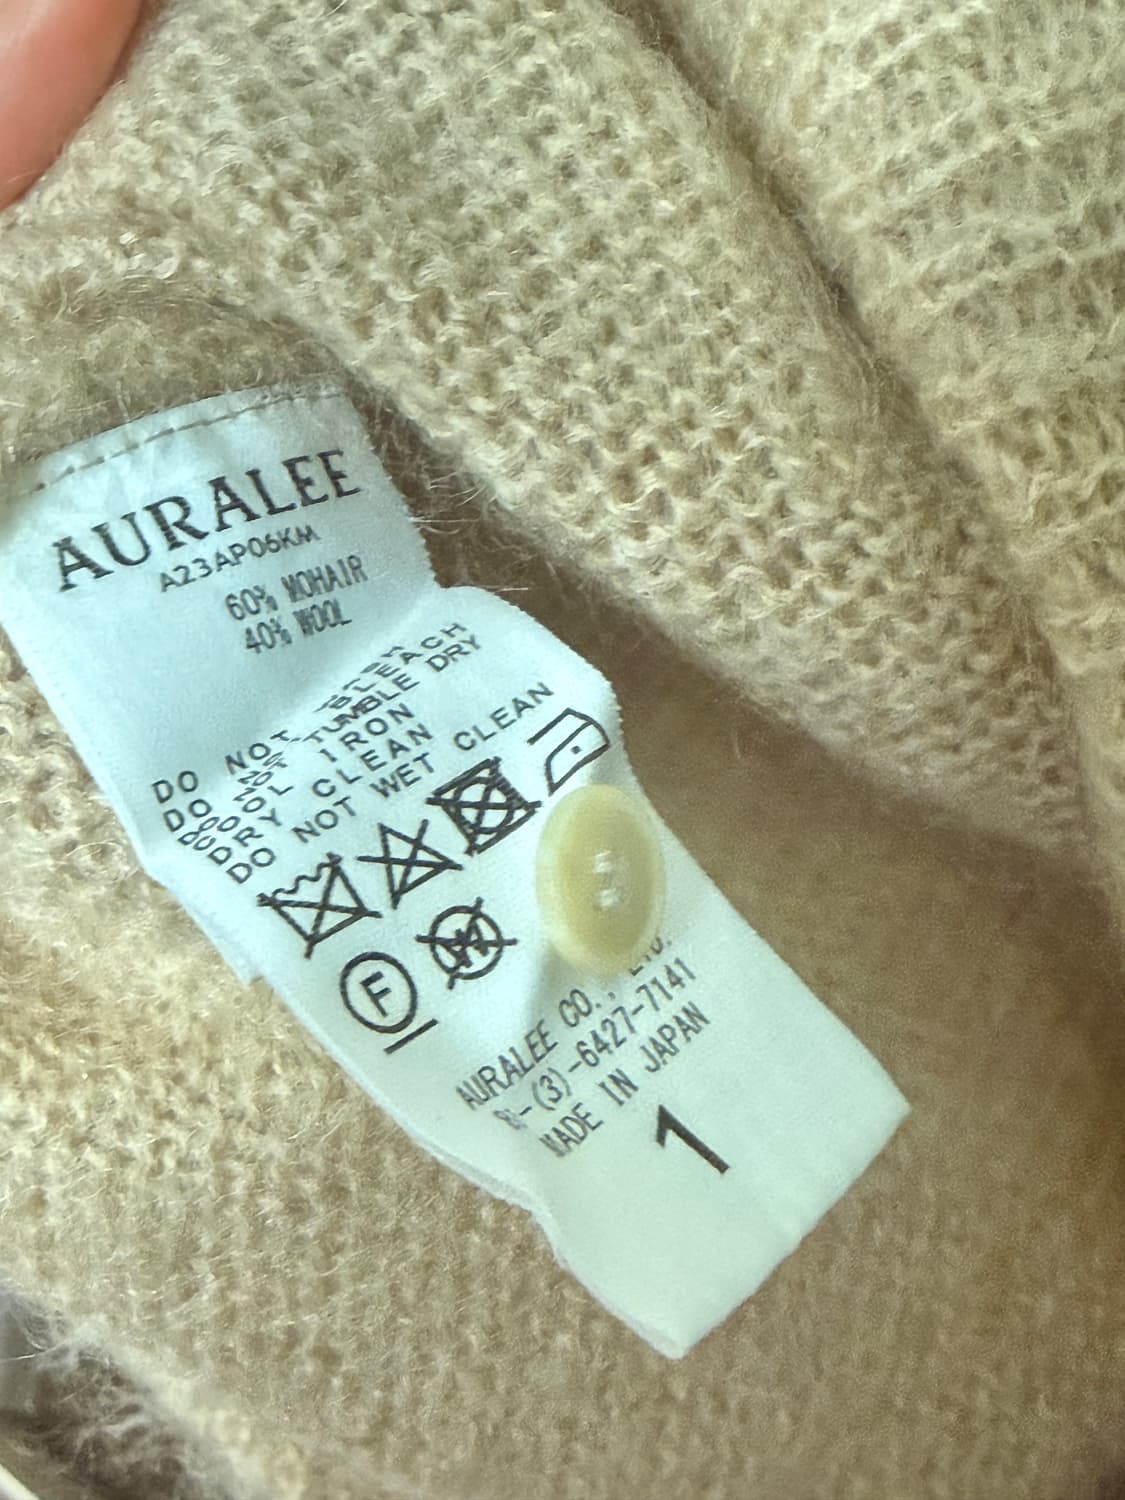 AURALEE
A23AP06KM
60% MOHAIR
40% WOOL
DO NOT
DO NOT BLEACH
DO NOT TUMBLE DRY
COOL IRON
DRY CLEAN
DO NOT WET CLEAN
F
W
AURALEE CO., LTD.
-(3)-6427-7141
MADE IN JAPAN
1